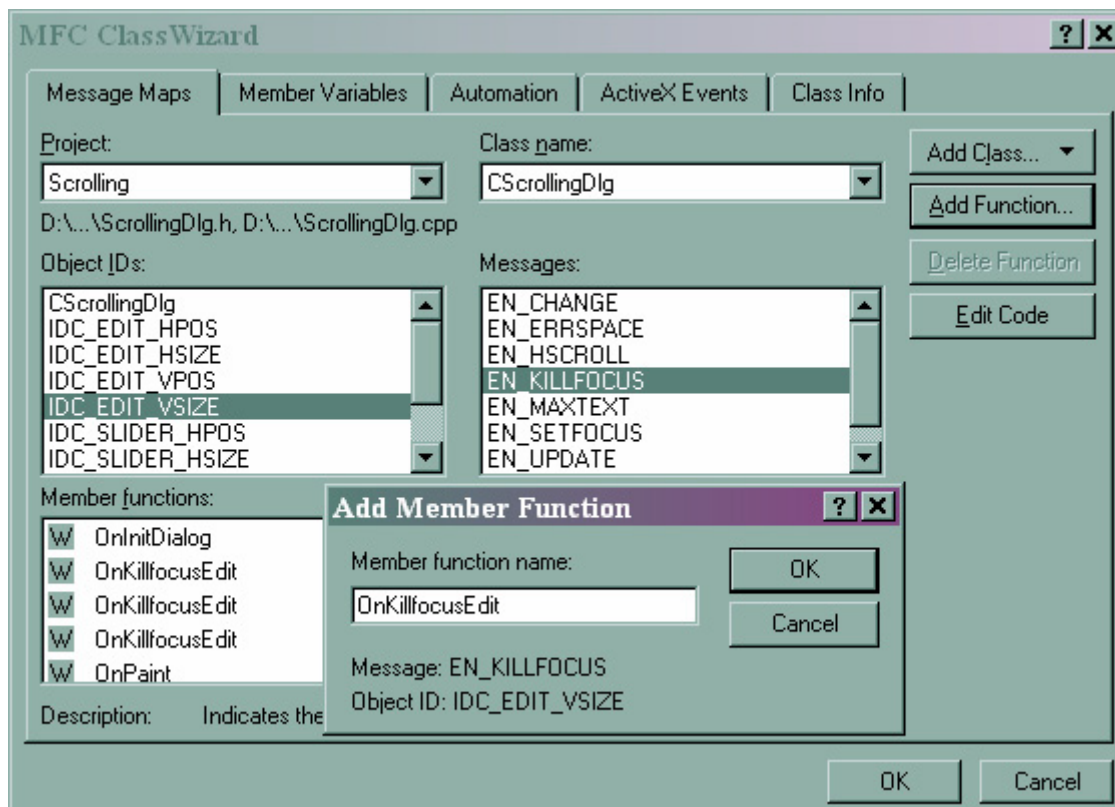 MFC ClassWizard
Message Maps
Member Variables
Automation
ActiveX Events
Class Info
Project:
Class name:
Scrolling
CScrollingDlg
D:\...\ScrollingDlg.h, D:\...\ScrollingDlg.cpp
Add Class...
Add Function...
Delete Function
Edit Code
Object IDs:
CScrollingDlg
IDC_EDIT_HPOS
IDC_EDIT_HSIZE
IDC_EDIT_VPOS
IDC_EDIT_VSIZE
IDC_SLIDER_HPOS
IDC_SLIDER_HSIZE
Messages:
EN_CHANGE
EN_ERRSPACE
EN_HSCROLL
EN_KILLFOCUS
EN_MAXTEXT
EN_SETFOCUS
EN_UPDATE
Member functions:
W OnInitDialog
W OnKillfocusEdit
W OnKillfocusEdit
W OnKillfocusEdit
W OnPaint
Description: Indicates the
Add Member Function
Member function name:
OnKillfocusEdit
OK
Cancel
Message: EN_KILLFOCUS
Object ID: IDC_EDIT_VSIZE
OK
Cancel